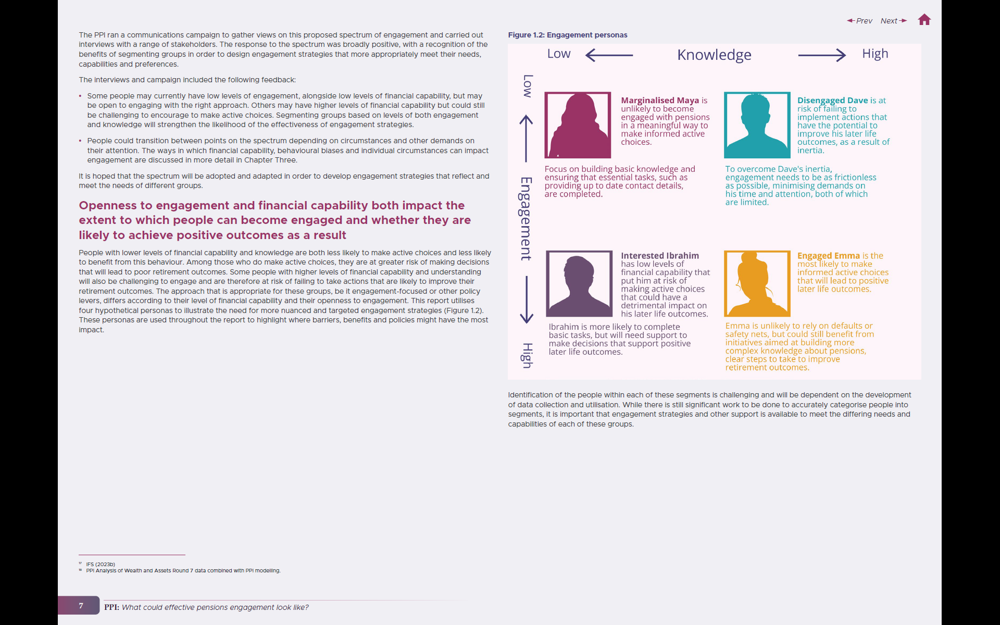 Prev Next
The PPI ran a communications campaign to gather views on this proposed spectrum of engagement and carried out
interviews with a range of stakeholders. The response to the spectrum was broadly positive, with a recognition of the
benefits of segmenting groups in order to design engagement strategies that more appropriately meet their needs,
capabilities and preferences.
The interviews and campaign included the following feedback:
• Some people may currently have low levels of engagement, alongside low levels of financial capability, but may
be open to engaging with the right approach. Others may have higher levels of financial capability but could still
be challenging to encourage to make active choices. Segmenting groups based on levels of both engagement
and knowledge will strengthen the likelihood of the effectiveness of engagement strategies.
• People could transition between points on the spectrum depending on circumstances and other demands on
their attention. The ways in which financial capability, behavioural biases and individual circumstances can impact
engagement are discussed in more detail in Chapter Three.
It is hoped that the spectrum will be adopted and adapted in order to develop engagement strategies that reflect and
meet the needs of different groups.
Openness to engagement and financial capability both impact the
extent to which people can become engaged and whether they are
likely to achieve positive outcomes as a result
People with lower levels of financial capability and knowledge are both less likely to make active choices and less likely
to benefit from this behaviour. Among those who do make active choices, they are at greater risk of making decisions
that will lead to poor retirement outcomes. Some people with higher levels of financial capability and understanding
will also be challenging to engage and are therefore at risk of failing to take actions that are likely to improve their
retirement outcomes. The approach that is appropriate for these groups, be it engagement-focused or other policy
levers, differs according to their level of financial capability and their openness to engagement. This report utilises
four hypothetical personas to illustrate the need for more nuanced and targeted engagement strategies (Figure 1.2).
These personas are used throughout the report to highlight where barriers, benefits and policies might have the most
impact.
17 IFS (2023b)
18 PPI Analysis of Wealth and Assets Round 7 data combined with PPI modelling.
Figure 1.2: Engagement personas
Low Knowledge High
Low
Engagement
High
Marginalised Maya is
unlikely to become
engaged with pensions
in a meaningful way to
make informed active
choices.
Focus on building basic knowledge and
ensuring that essential tasks, such as
providing up to date contact details,
are completed.
Disengaged Dave is at
risk of failing to
implement actions that
have the potential to
improve his later life
outcomes, as a result of
inertia.
To overcome Dave's inertia,
engagement needs to be as frictionless
as possible, minimising demands on
his time and attention, both of which
are limited.
Interested Ibrahim
has low levels of
financial capability that
put him at risk of
making active choices
that could have a
detrimental impact on
his later life outcomes.
Ibrahim is more likely to complete
basic tasks, but will need support to
make decisions that support positive
later life outcomes.
Engaged Emma is the
most likely to make
informed active choices
that will lead to positive
later life outcomes.
Emma is unlikely to rely on defaults or
safety nets, but could still benefit from
initiatives aimed at building more
complex knowledge about pensions,
clear steps to take to improve
retirement outcomes.
Identification of the people within each of these segments is challenging and will be dependent on the development
of data collection and utilisation. While there is still significant work to be done to accurately categorise people into
segments, it is important that engagement strategies and other support is available to meet the differing needs and
capabilities of each of these groups.
7 PPI: What could effective pensions engagement look like?